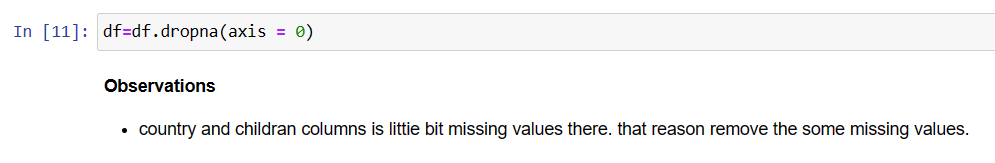 In [11]: df=df.dropna(axis = 0)
Observations
• country and childran columns is littie bit missing values there. that reason remove the some missing values.